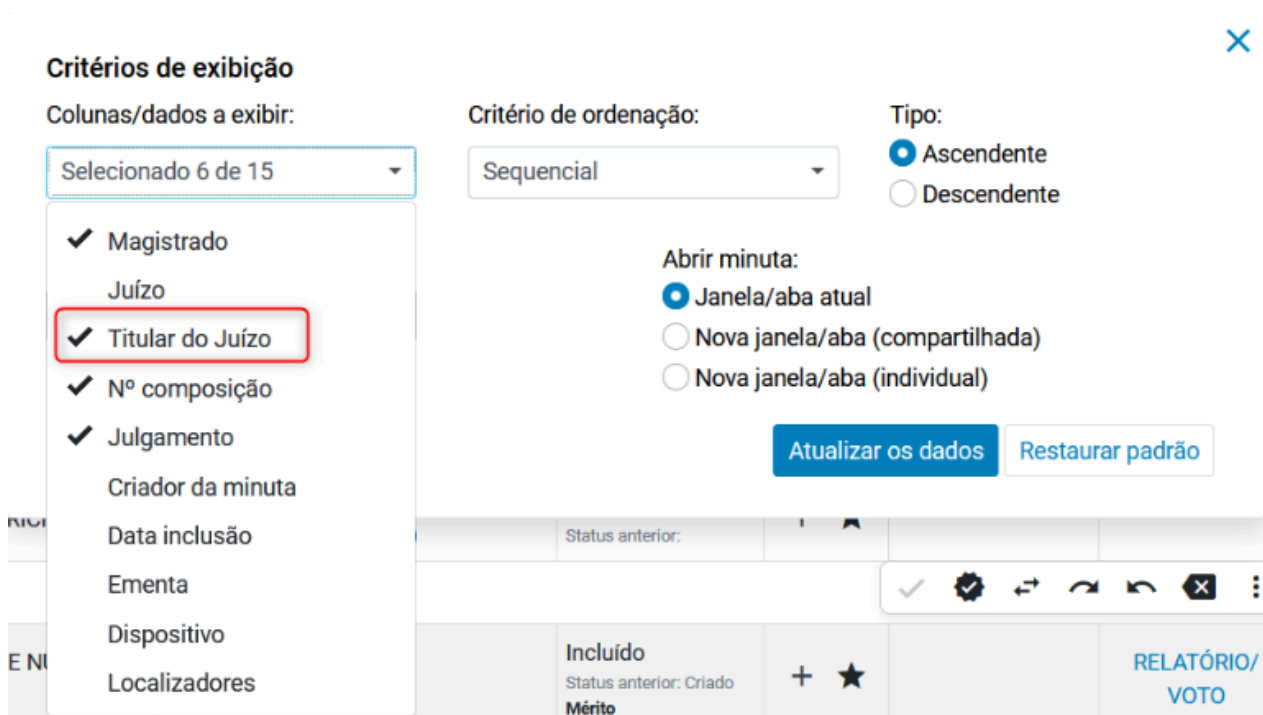 Critérios de exibição
Colunas/dados a exibir:
Selecionado 6 de 15
Magistrado
Juízo
Titular do Juízo
Nº composição
Julgamento
Criador da minuta
Data inclusão
Ementa
Dispositivo
Localizadores
Critério de ordenação:
Sequencial
Tipo:
Ascendente
Descendente
Abrir minuta:
Janela/aba atual
Nova janela/aba (compartilhada)
Nova janela/aba (individual)
Atualizar os dados
Restaurar padrão
Status anterior:
E NU
Incluído
Status anterior: Criado
Mérito
RELATÓRIO/
VOTO